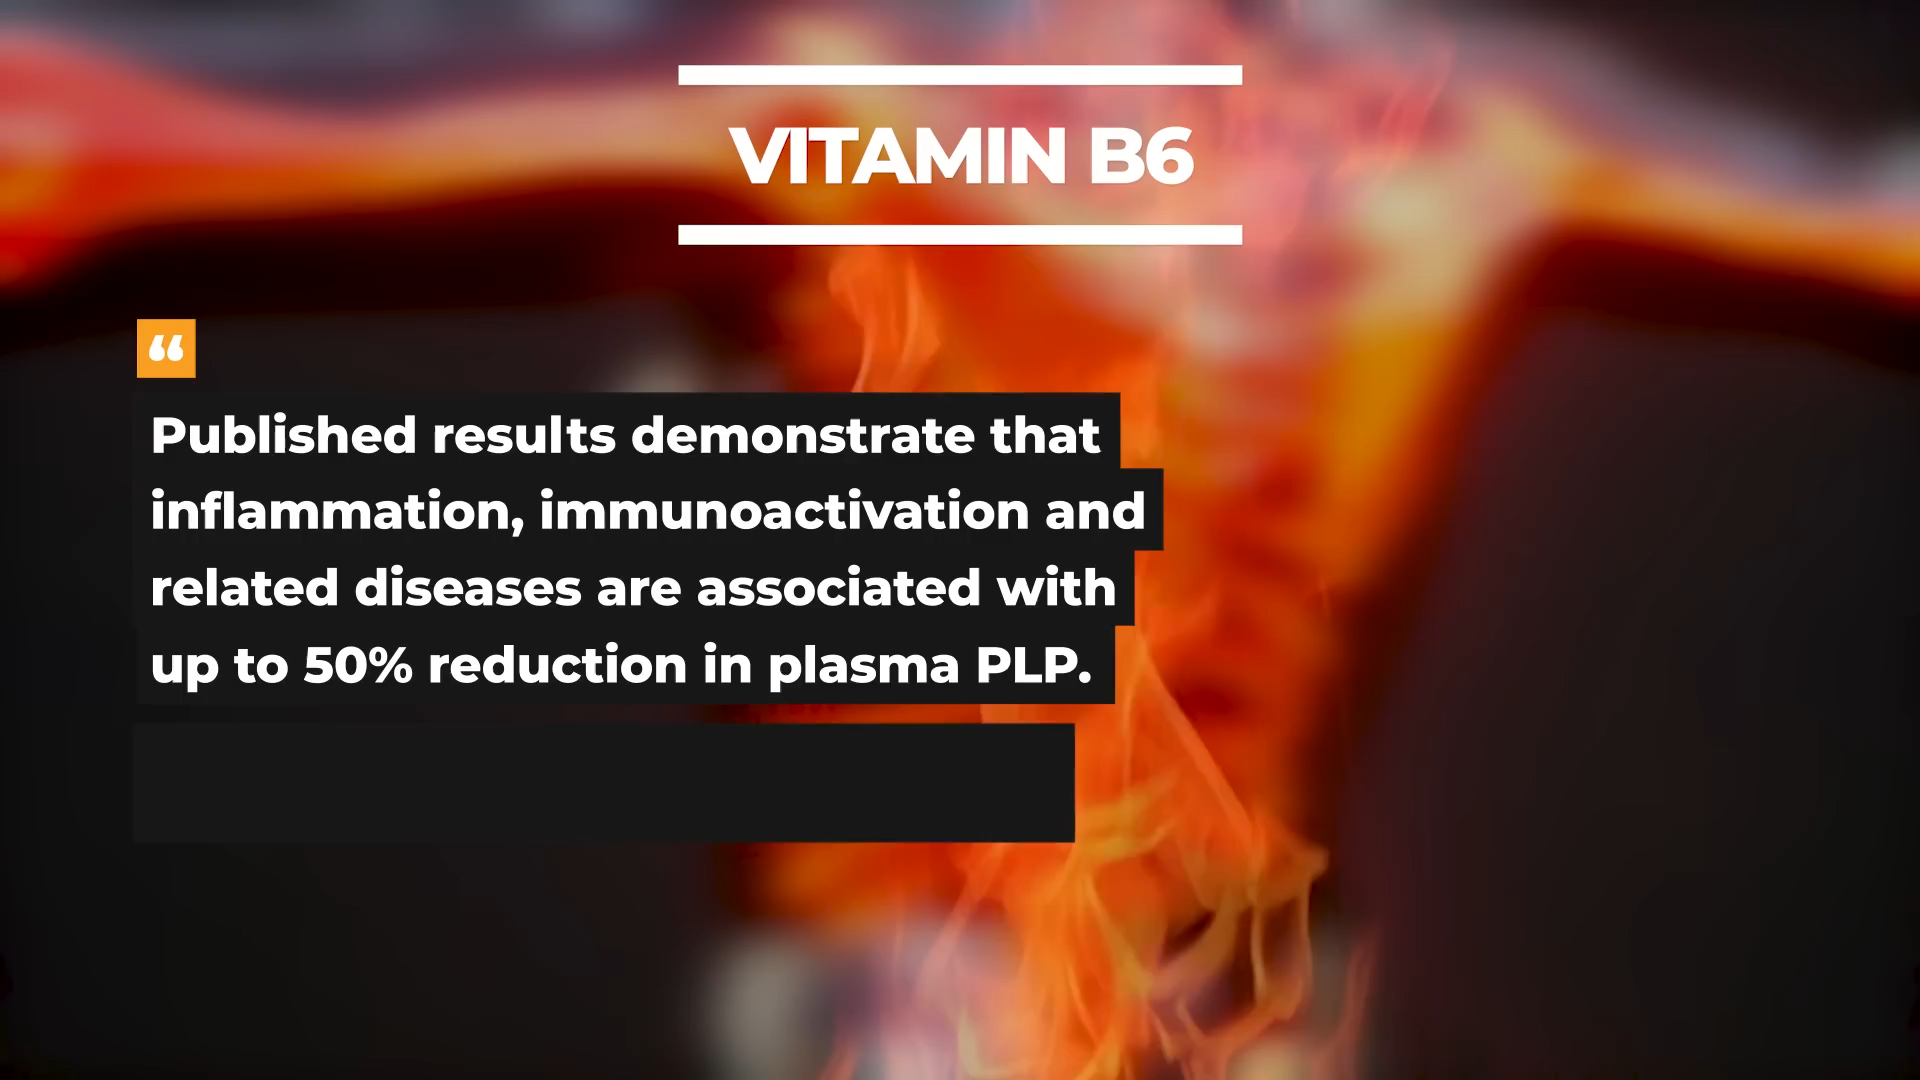 VITAMIN B6
“
Published results demonstrate that
inflammation, immunoactivation and
related diseases are associated with
up to 50% reduction in plasma PLP.